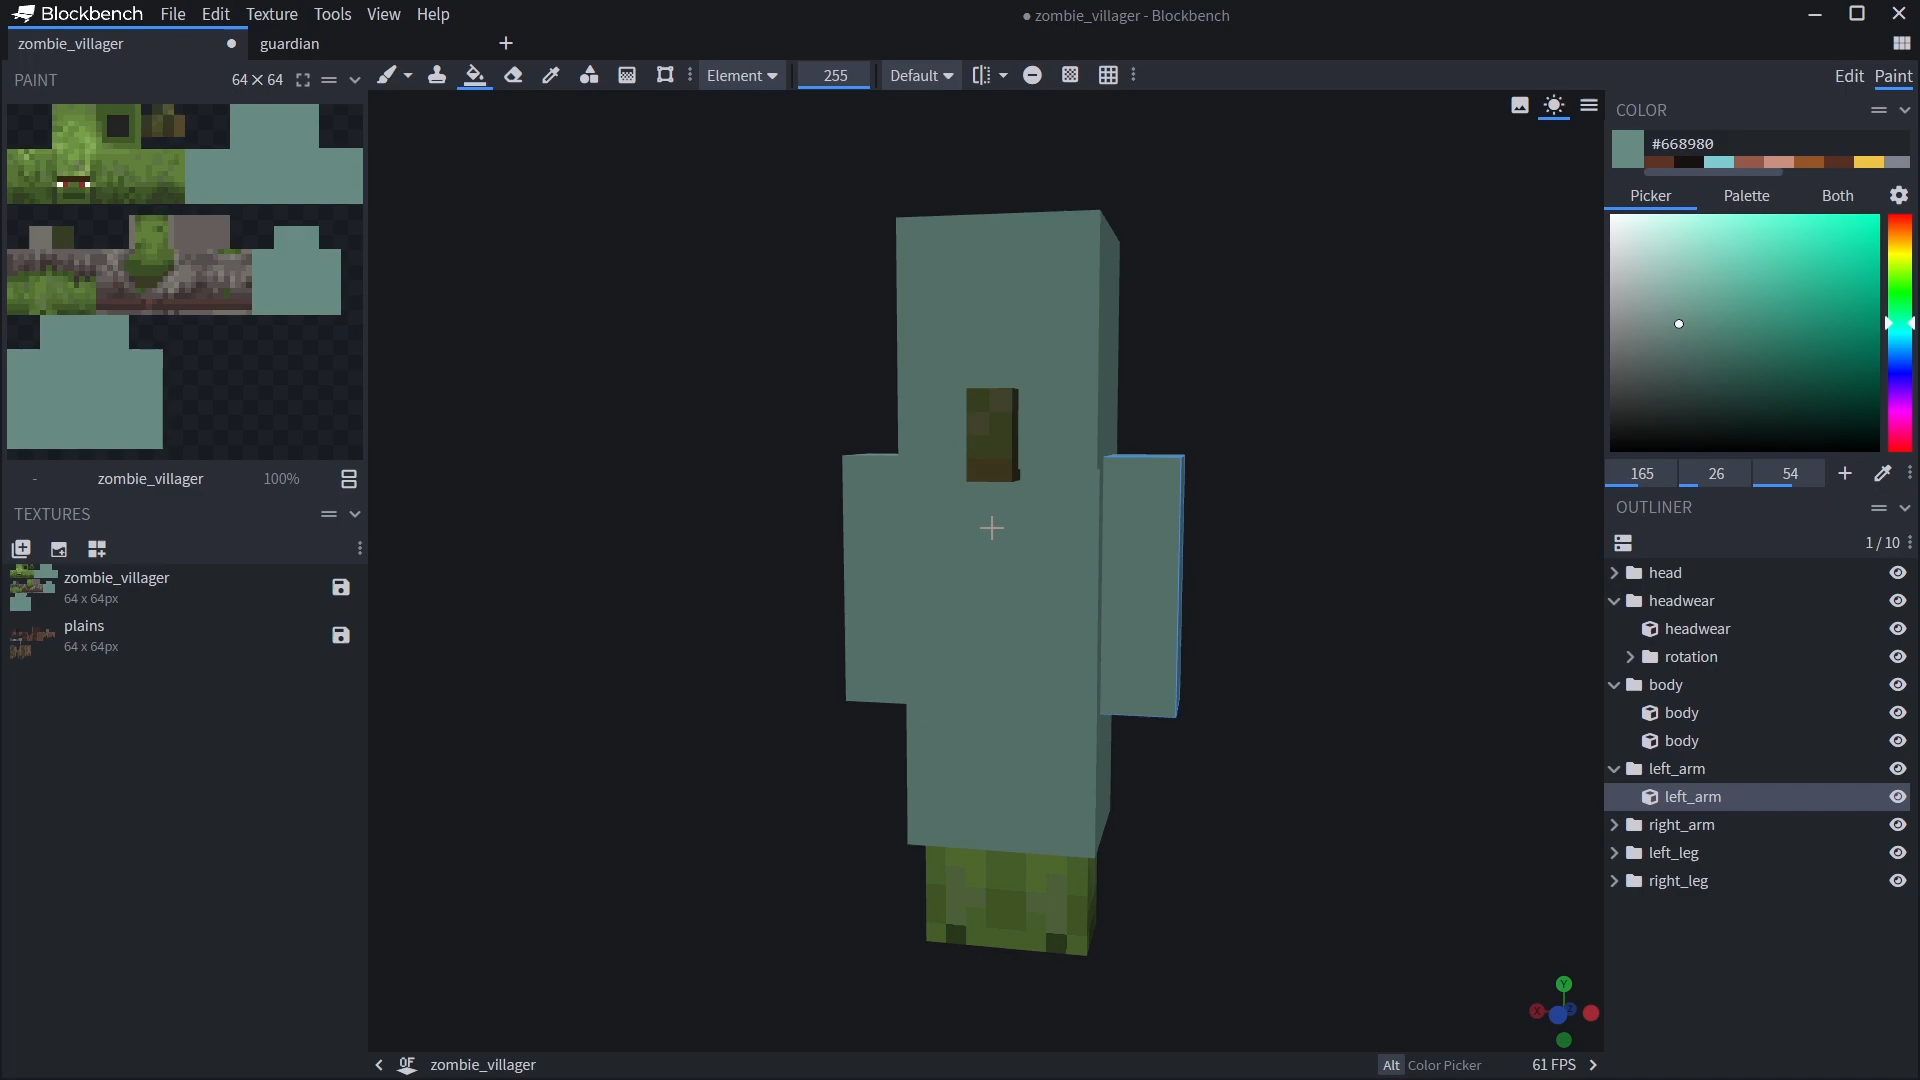 Blockbench File Edit Texture Tools View Help
zombie_villager - Blockbench
zombie_villager
guardian
PAINT
64 × 64
Element
255
Default
Edit
Paint
COLOR
#668980
Picker
Palette
Both
165
26
54
- zombie_villager 100%
TEXTURES
zombie_villager
64 x 64px
plains
64 x 64px
OUTLINER
1 / 10
head
headwear
headwear
rotation
body
body
body
left_arm
left_arm
right_arm
left_leg
right_leg
Y
X
Z
OF
zombie_villager
Alt Color Picker
61 FPS